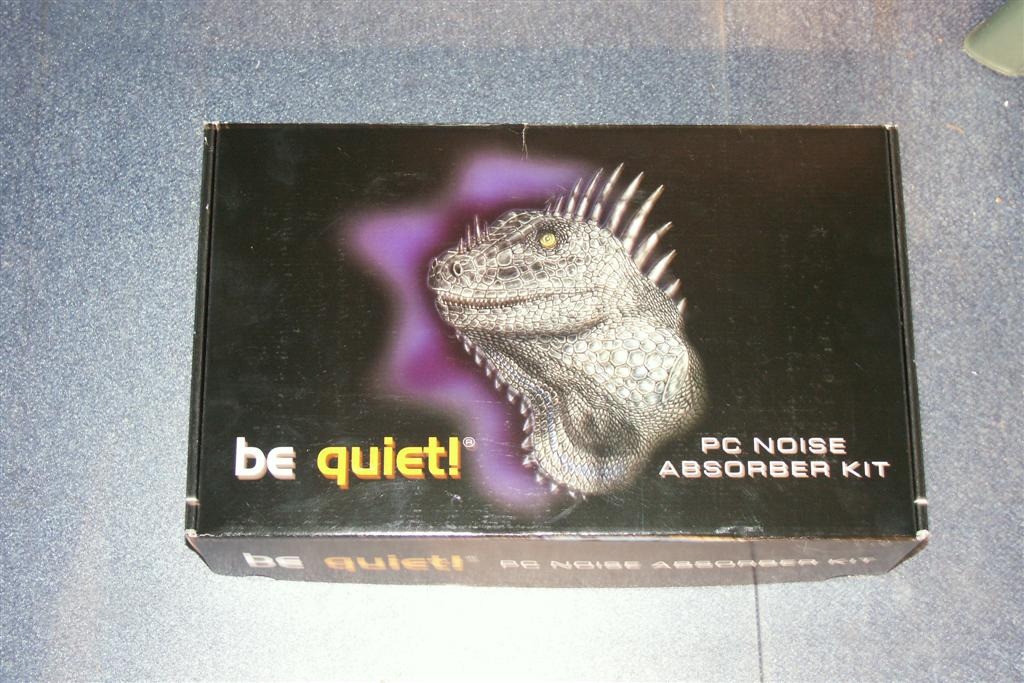 be quiet!®
PC NOISE
ABSORBER KIT
be quiet!® PC NOISE ABSORBER KIT